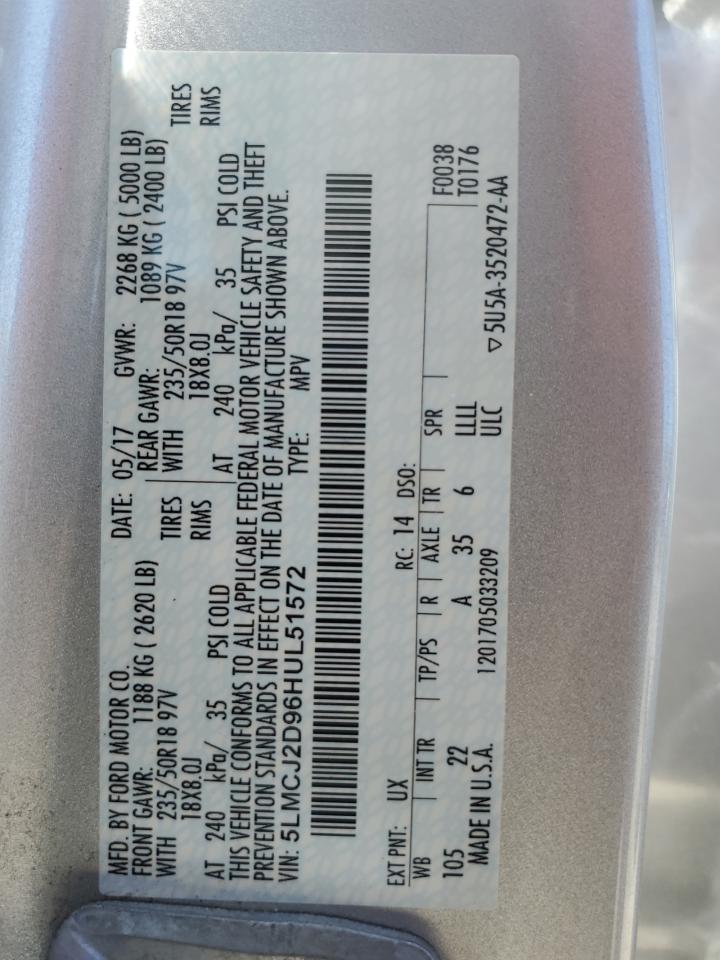 MFD. BY FORD MOTOR CO.
DATE: 05/17 GVWR: 2268 KG ( 5000 LB)
FRONT GAWR: 1188 KG ( 2620 LB)
REAR GAWR: 1089 KG ( 2400 LB)
WITH 235/50R18 97V TIRES
WITH 235/50R18 97V TIRES
18X8.0J RIMS
18X8.0J RIMS
AT 240 kPa/ 35 PSI COLD
AT 240 kPa/ 35 PSI COLD
THIS VEHICLE CONFORMS TO ALL APPLICABLE FEDERAL MOTOR VEHICLE SAFETY AND THEFT
PREVENTION STANDARDS IN EFFECT ON THE DATE OF MANUFACTURE SHOWN ABOVE.
VIN: 5LMCJ2D96HUL51572 TYPE: MPV
EXT PNT: UX RC: 14 DSO: F0038
WB INT TR TP/PS R AXLE TR SPR T0176
105 22 A 35 6 LLLL
ULC
MADE IN U.S.A. 1201705033209 ▽5U5A-3520472-AA